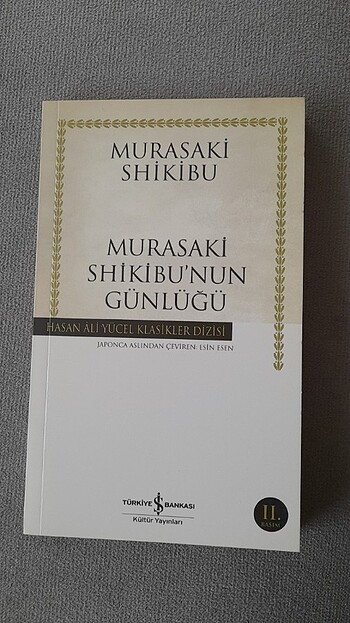 MURASAKİ
SHIKIBU
MURASAKİ
SHIKIBU'NUN
GÜNLÜĞÜ
HASAN ÂLİ YÜCEL KLASİKLER DİZİSİ
JAPONCA ASLINDAN ÇEVİREN: ESİN ESEN
TÜRKİYE İŞ BANKASI
Kültür Yayınları
II.
BASIM